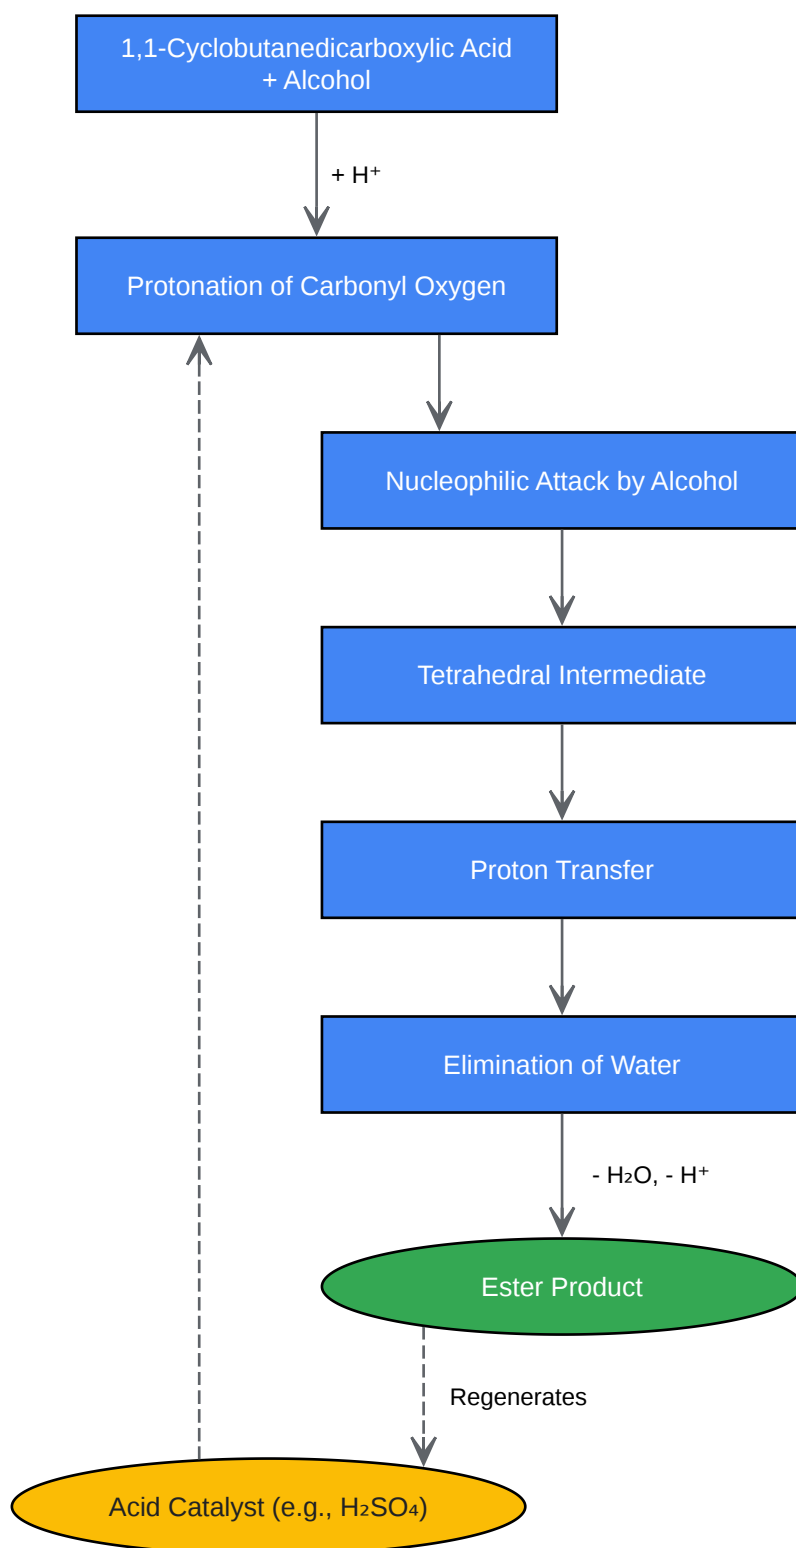 1,1-Cyclobutanedicarboxylic Acid
+ Alcohol
+ H⁺
Protonation of Carbonyl Oxygen
Nucleophilic Attack by Alcohol
Tetrahedral Intermediate
Proton Transfer
Elimination of Water
- H₂O, - H⁺
Ester Product
Regenerates
Acid Catalyst (e.g., H₂SO₄)